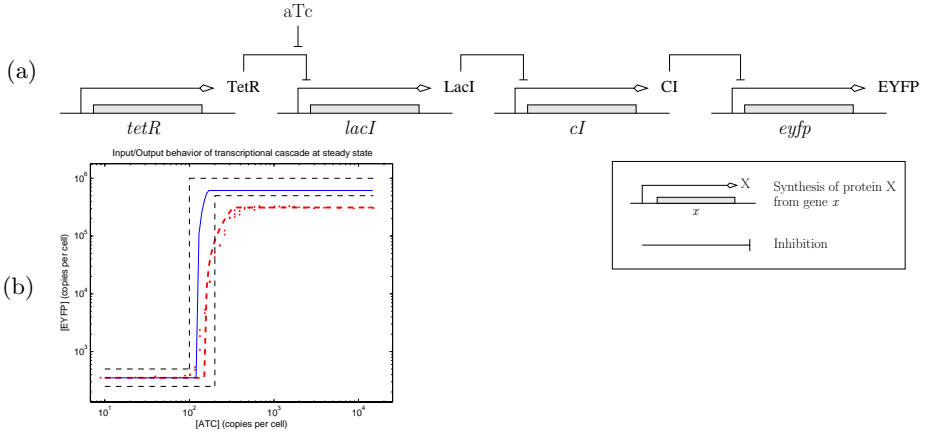 aTc
(a)
TetR
LacI
CI
EYFP
tetR
lacI
cI
eyfp
Input/Output behavior of transcriptional cascade at steady state
(b)
[EYFP] (copies per cell)
10^6
10^5
10^4
10^3
10^1
10^2
10^3
10^4
[ATC] (copies per cell)
X
x
Synthesis of protein X
from gene x
Inhibition